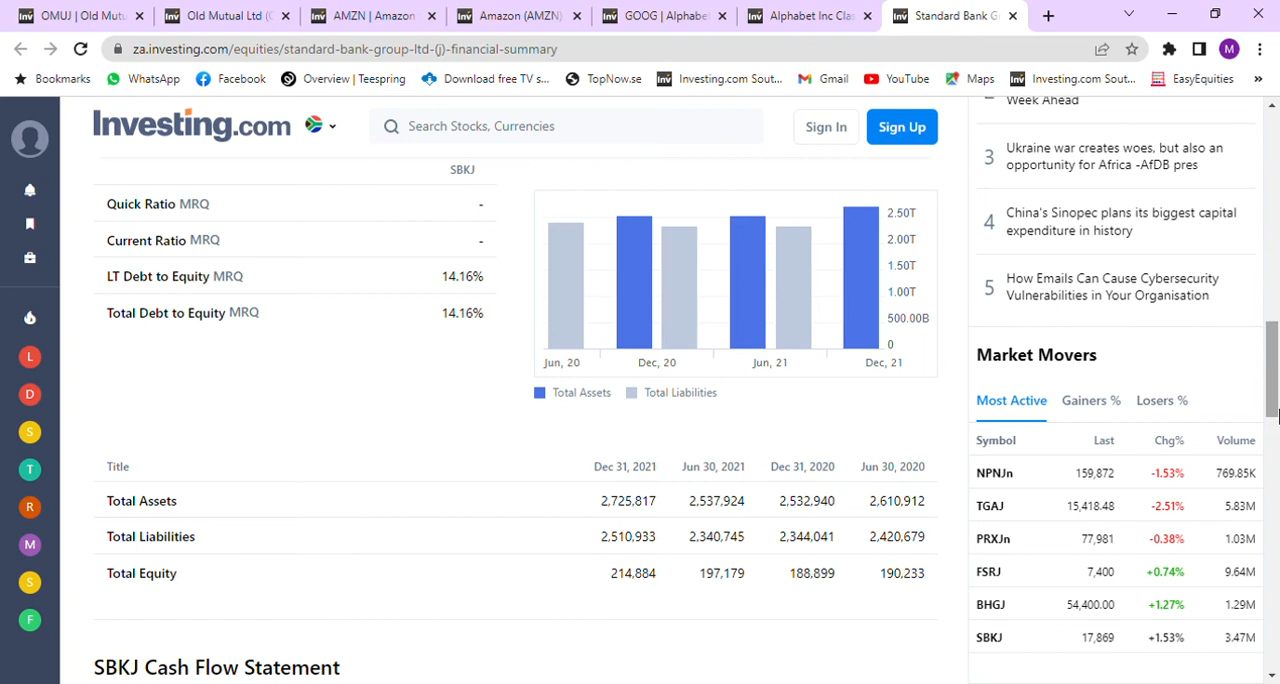 OMUJ | Old Mutu
Old Mutual Ltd (
AMZN | Amazon
Amazon (AMZN)
GOOG | Alphabet
Alphabet Inc Clas
Standard Bank G
za.investing.com/equities/standard-bank-group-ltd-(j)-financial-summary
M
Bookmarks
WhatsApp
Facebook
Overview | Teespring
Download free TV s...
TopNow.se
Inv Investing.com Sout...
Gmail
YouTube
Maps
Inv Investing.com Sout...
EasyEquities
»
Investing.com
Search Stocks, Currencies
Sign In
Sign Up
L
D
S
T
R
M
S
F
SBKJ
Quick Ratio MRQ -
Current Ratio MRQ -
LT Debt to Equity MRQ 14.16%
Total Debt to Equity MRQ 14.16%
2.50T
2.00T
1.50T
1.00T
500.00B
0
Jun, 20 Dec, 20 Jun, 21 Dec, 21
Total Assets Total Liabilities
Title Dec 31, 2021 Jun 30, 2021 Dec 31, 2020 Jun 30, 2020
Total Assets 2,725,817 2,537,924 2,532,940 2,610,912
Total Liabilities 2,510,933 2,340,745 2,344,041 2,420,679
Total Equity 214,884 197,179 188,899 190,233
SBKJ Cash Flow Statement
Week Ahead
3 Ukraine war creates woes, but also an
opportunity for Africa -AfDB pres
4 China's Sinopec plans its biggest capital
expenditure in history
5 How Emails Can Cause Cybersecurity
Vulnerabilities in Your Organisation
Market Movers
Most Active Gainers % Losers %
Symbol Last Chg% Volume
NPNJn 159,872 -1.53% 769.85K
TGAJ 15,418.48 -2.51% 5.83M
PRXJn 77,981 -0.38% 1.03M
FSRJ 7,400 +0.74% 9.64M
BHGJ 54,400.00 +1.27% 1.29M
SBKJ 17,869 +1.53% 3.47M